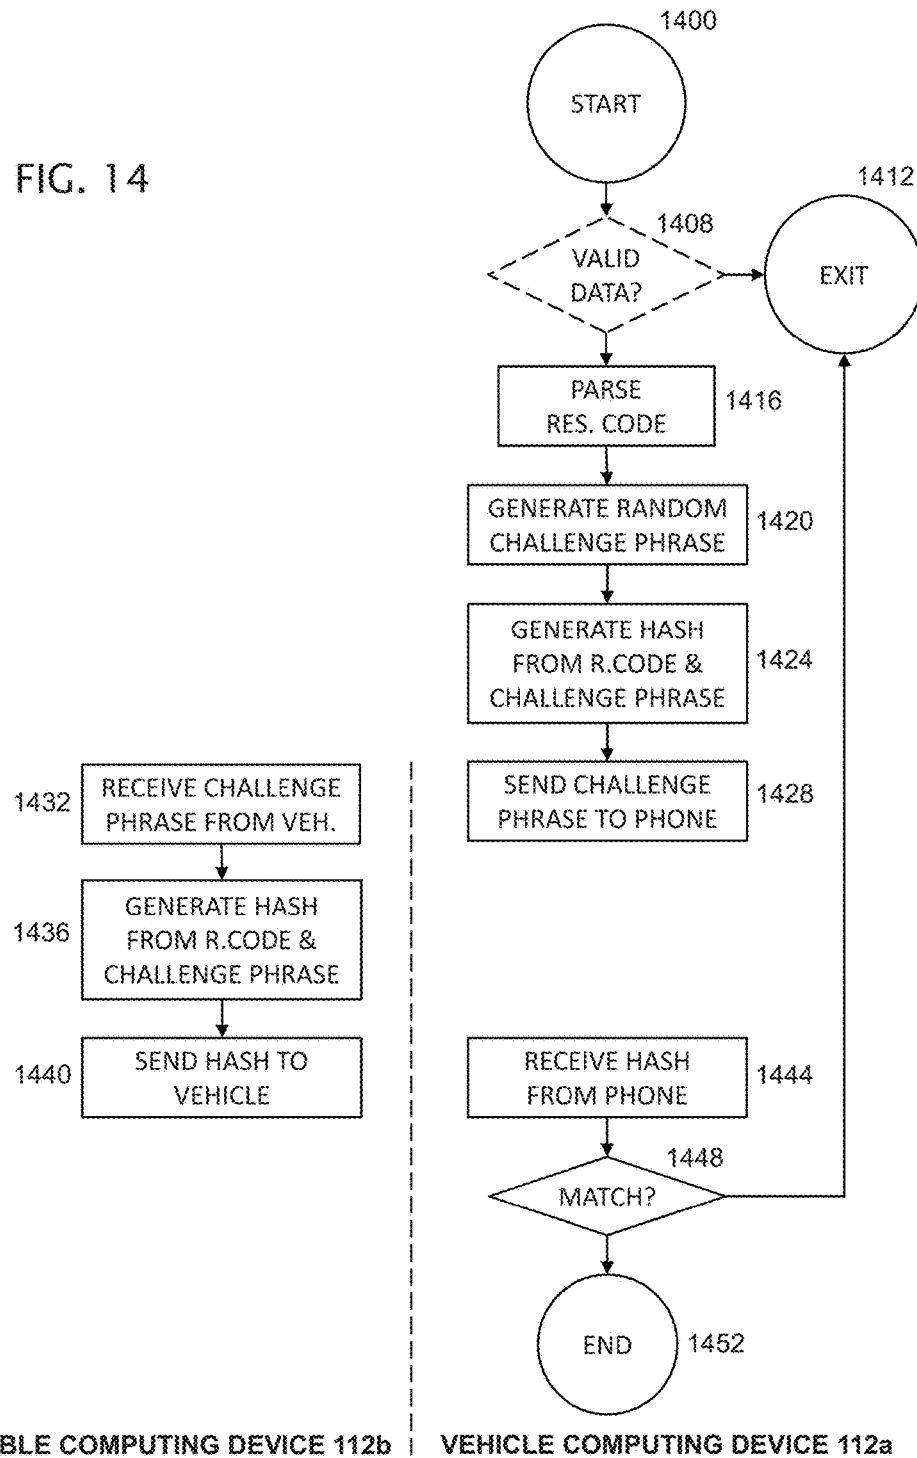 1400
START
FIG. 14
1412
1408
VALID
DATA?
EXIT
PARSE
RES. CODE
1416
GENERATE RANDOM
CHALLENGE PHRASE
1420
GENERATE HASH
FROM R.CODE &
CHALLENGE PHRASE
1424
SEND CHALLENGE
PHRASE TO PHONE
1428
1432
RECEIVE CHALLENGE
PHRASE FROM VEH.
1436
GENERATE HASH
FROM R.CODE &
CHALLENGE PHRASE
1440
SEND HASH TO
VEHICLE
RECEIVE HASH
FROM PHONE
1444
1448
MATCH?
END
1452
BLE COMPUTING DEVICE 112b
VEHICLE COMPUTING DEVICE 112a